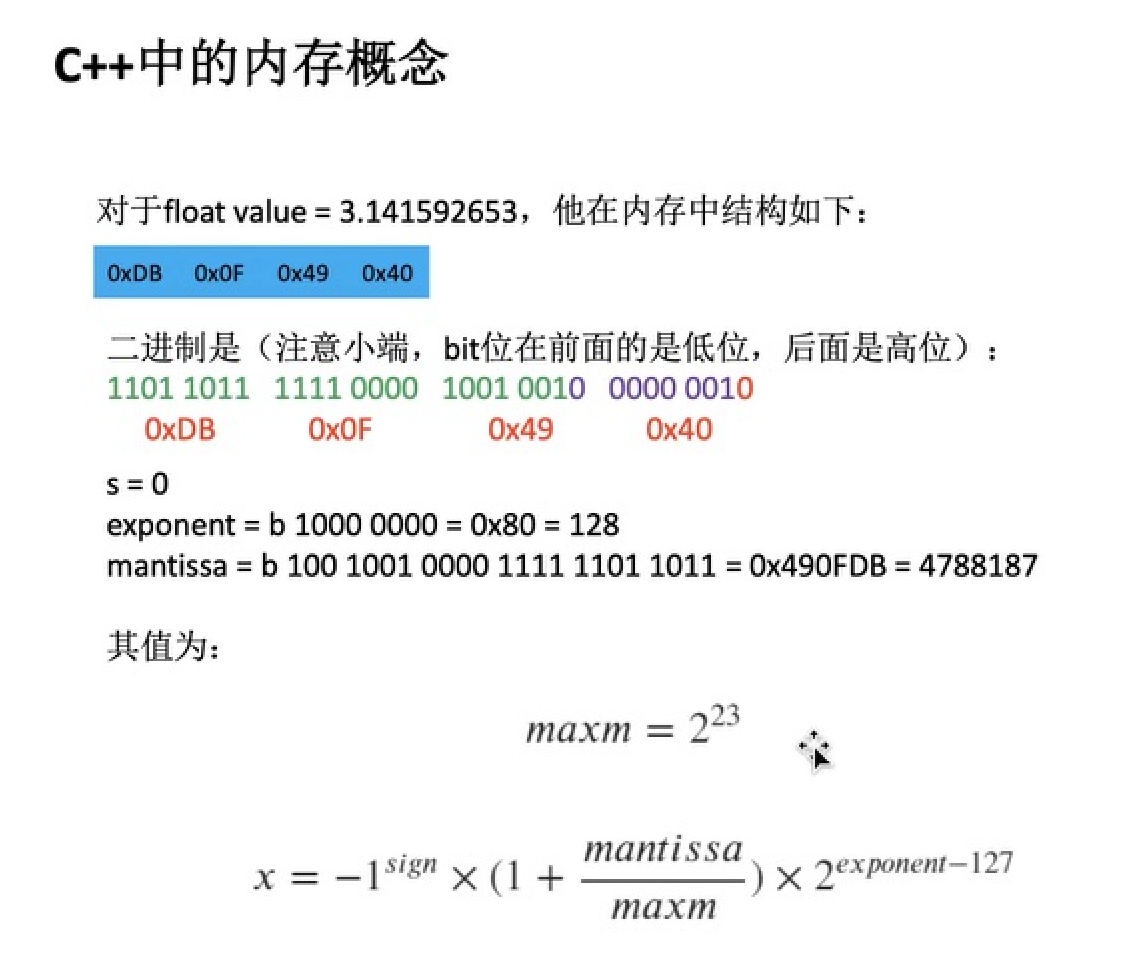 C++中的内存概念
对于float value = 3.141592653，他在内存中结构如下：
0xDB 0x0F 0x49 0x40
二进制是（注意小端，bit位在前面的是低位，后面是高位）：
1101 1011 1111 0000 1001 0010 0000 0010
0xDB 0x0F 0x49 0x40
s = 0
exponent = b 1000 0000 = 0x80 = 128
mantissa = b 100 1001 0000 1111 1101 1011 = 0x490FDB = 4788187
其值为：
maxm = 2^{23}
x = −1^{sign} × (1 + \frac{mantissa}{maxm}) × 2^{exponent−127}